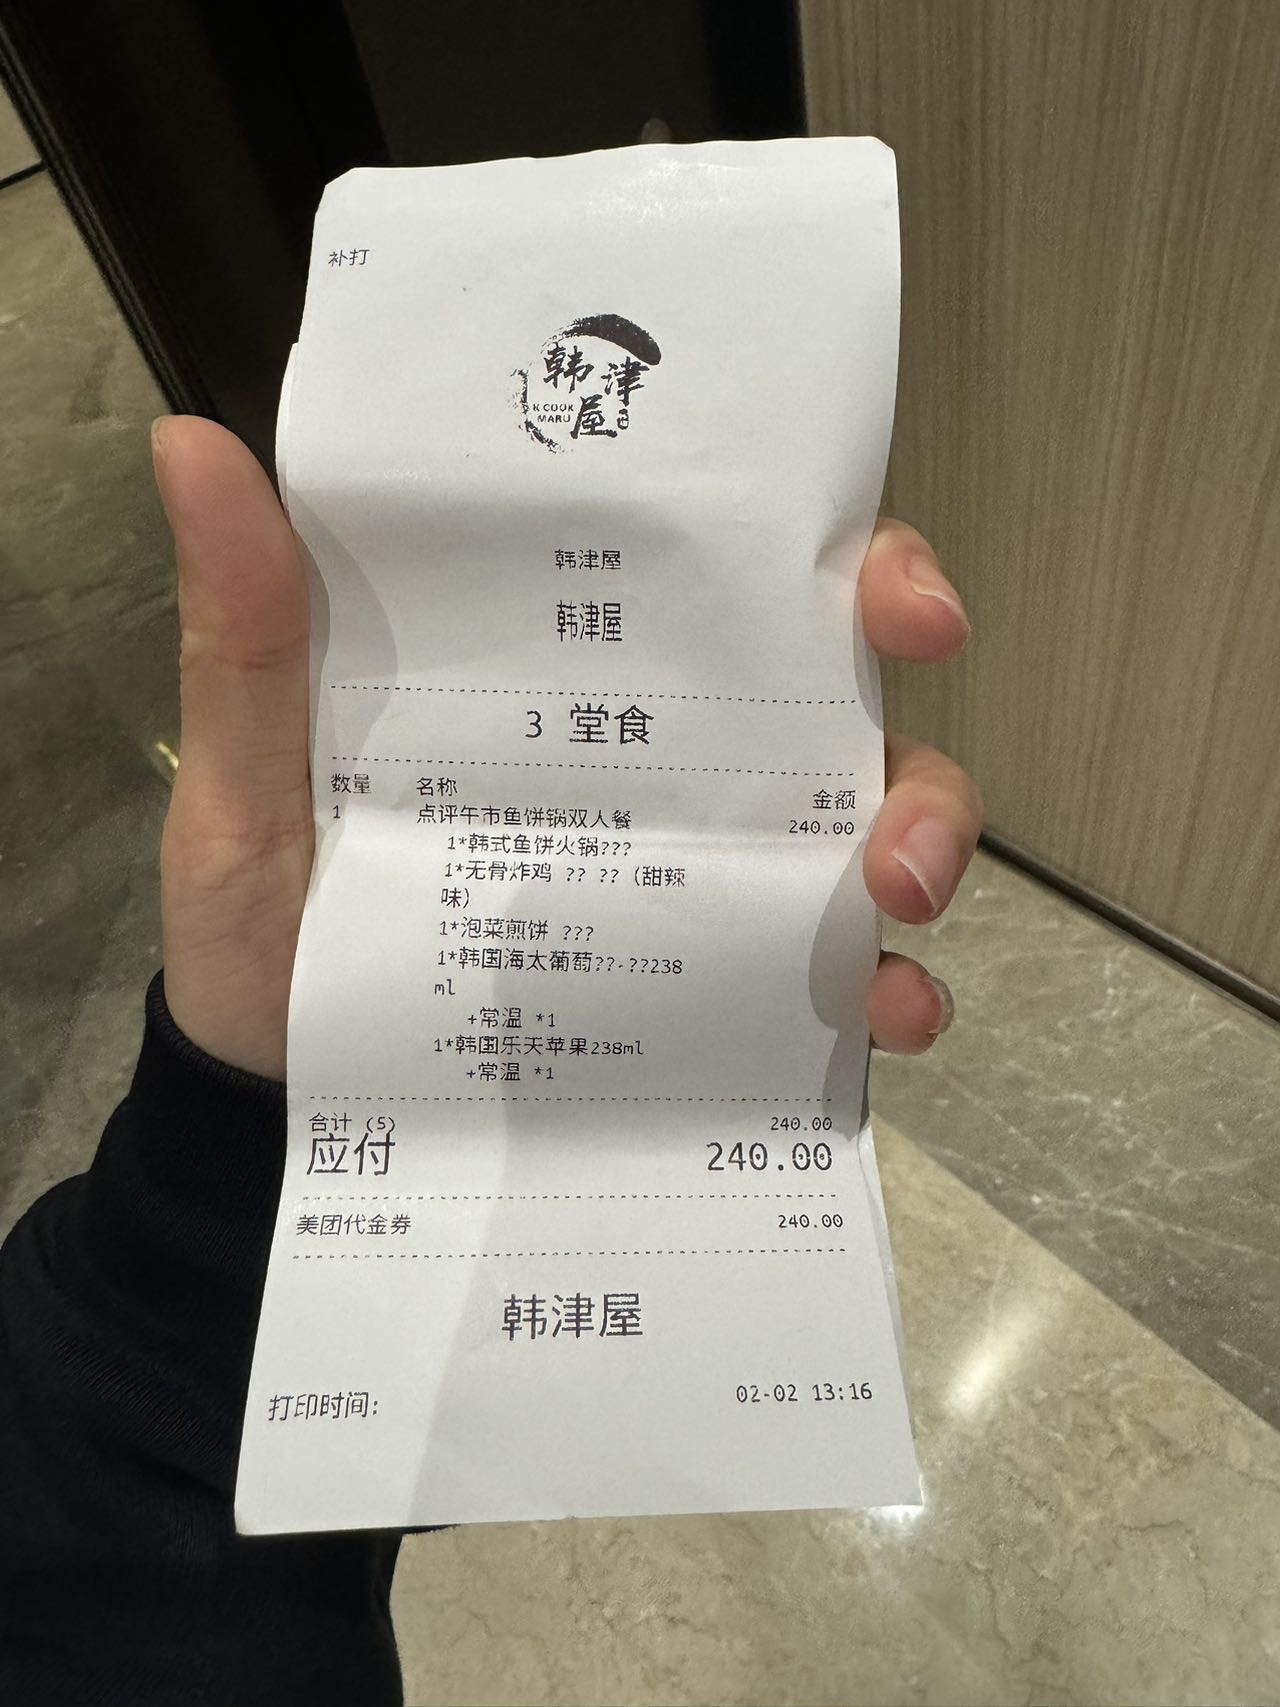 补打
韩津
K COOK
MARU
屋
韩津屋
韩津屋
3 堂食
数量 名称 金额
1 点评午市鱼饼锅双人餐 240.00
1*韩式鱼饼火锅???
1*无骨炸鸡 ?? ?? (甜辣
味)
1*泡菜煎饼 ???
1*韩国海太葡萄??-??238
ml
+常温 *1
1*韩国乐天苹果238ml
+常温 *1
合计 (5) 240.00
应付 240.00
美团代金券 240.00
韩津屋
打印时间: 02-02 13:16